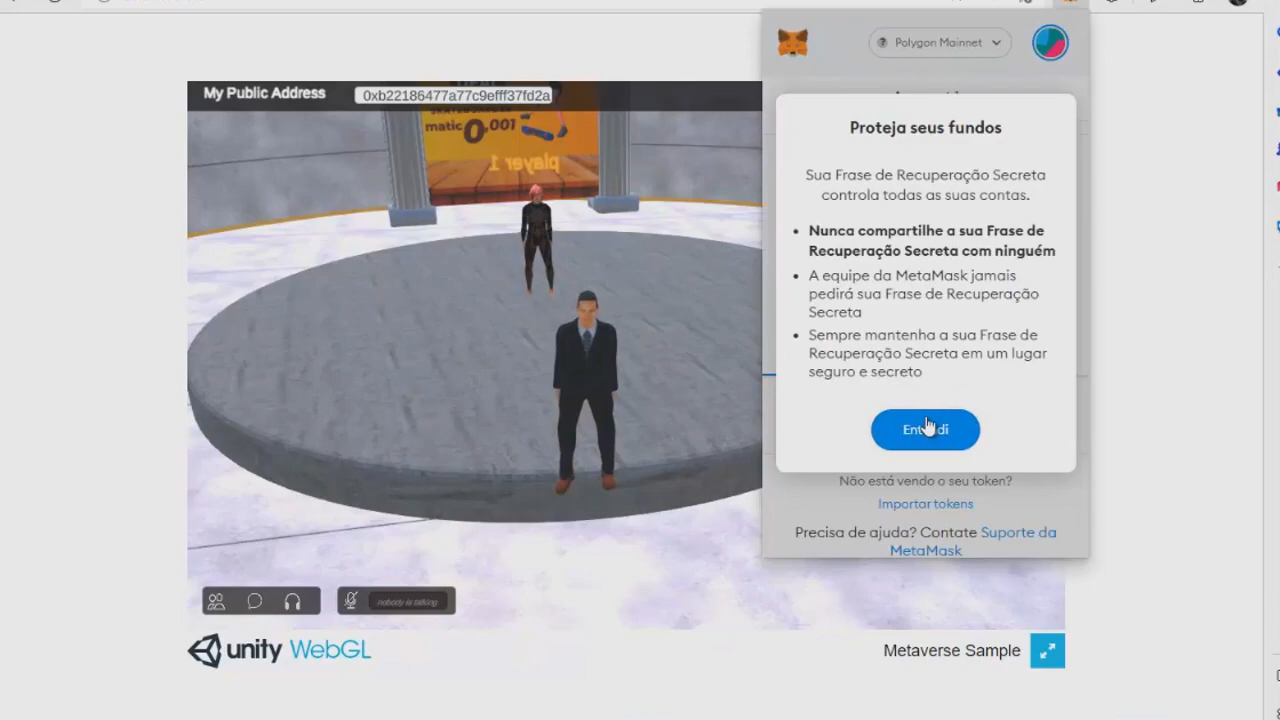 Polygon Mainnet
My Public Address
0xb22186477a77c9efff37fd2a
matic 0,001
player 1
Proteja seus fundos
Sua Frase de Recuperação Secreta
controla todas as suas contas.
Nunca compartilhe a sua Frase de
Recuperação Secreta com ninguém
A equipe da MetaMask jamais
pedirá sua Frase de Recuperação
Secreta
Sempre mantenha a sua Frase de
Recuperação Secreta em um lugar
seguro e secreto
Não está vendo o seu token?
Importar tokens
Precisa de ajuda? Contate Suporte da
MetaMask
nobody is talking
unity WebGL
Metaverse Sample